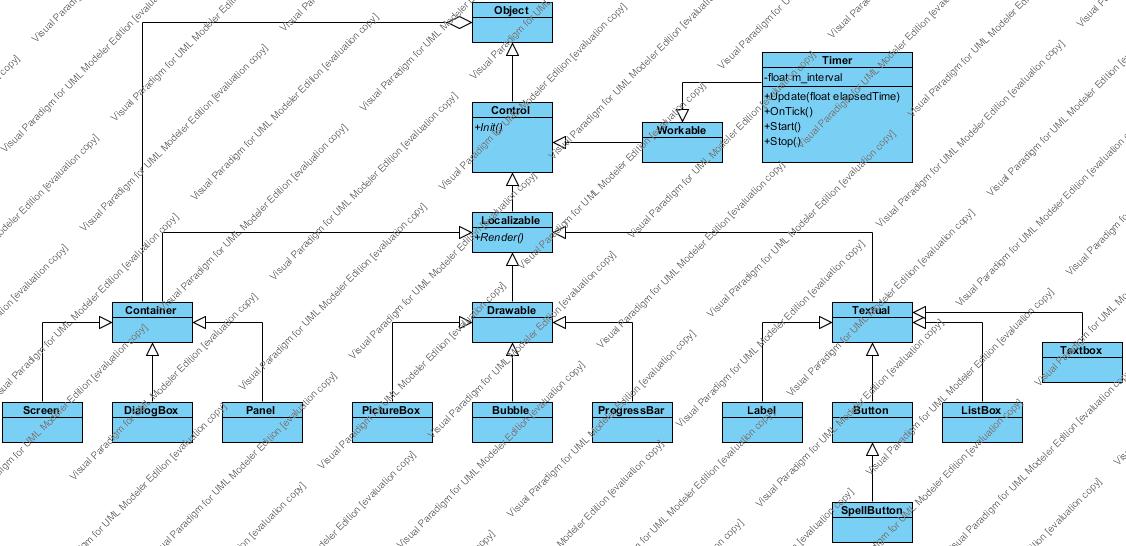 Object
Timer
-float m_interval
+Update(float elapsedTime)
+OnTick()
+Start()
+Stop()
Control
+Init()
Workable
Localizable
+Render()
Container
Drawable
Textual
Textbox
Screen
DialogBox
Panel
PictureBox
Bubble
ProgressBar
Label
Button
ListBox
SpellButton
Visual Paradigm for UML Modeler Edition [evaluation copy]